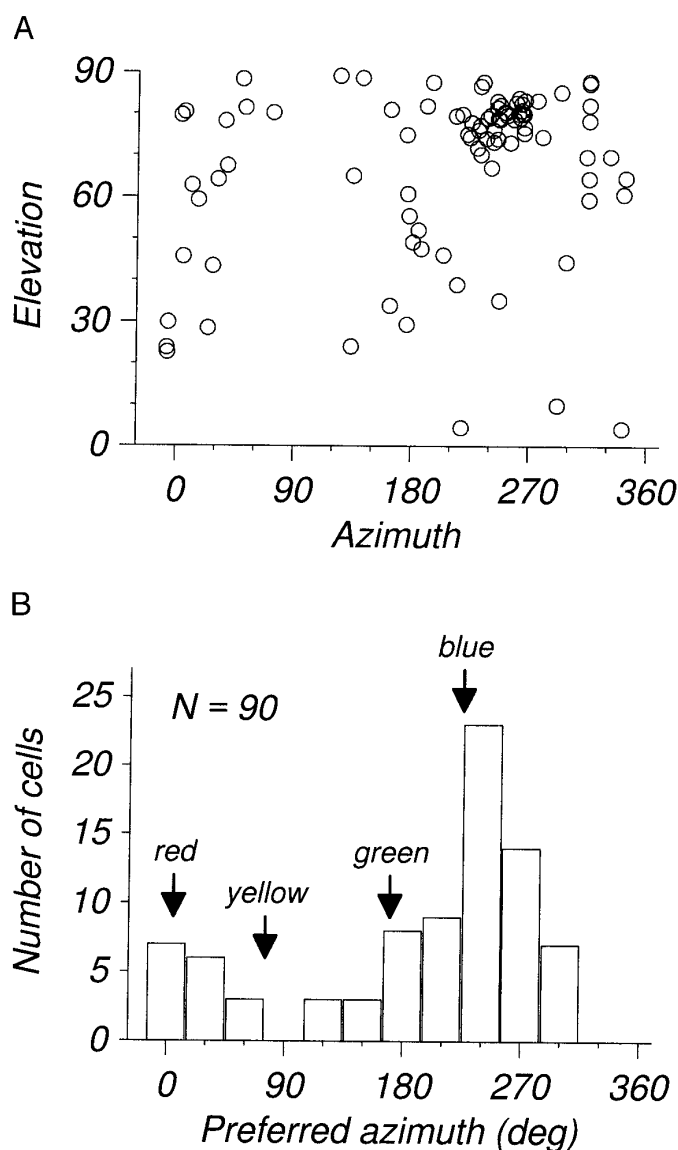 A
90
60
30
0
Elevation
0 90 180 270 360
Azimuth
B
blue
25
N = 90
20
15
red green
yellow
10
5
0
Number of cells
0 90 180 270 360
Preferred azimuth (deg)